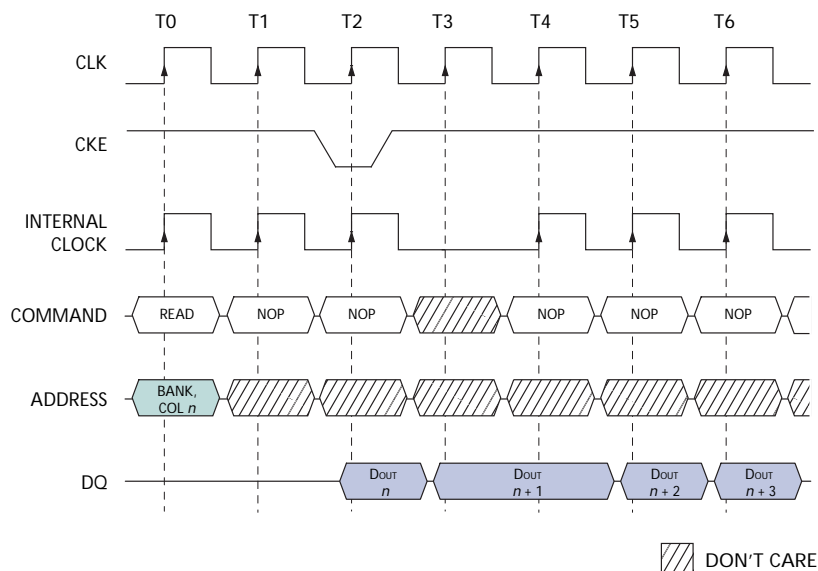 T0 T1 T2 T3 T4 T5 T6
CLK
CKE
INTERNAL
CLOCK
COMMAND READ NOP NOP NOP NOP NOP
ADDRESS BANK,
COL n
DQ DOUT DOUT DOUT DOUT
n n + 1 n + 2 n + 3
DON'T CARE